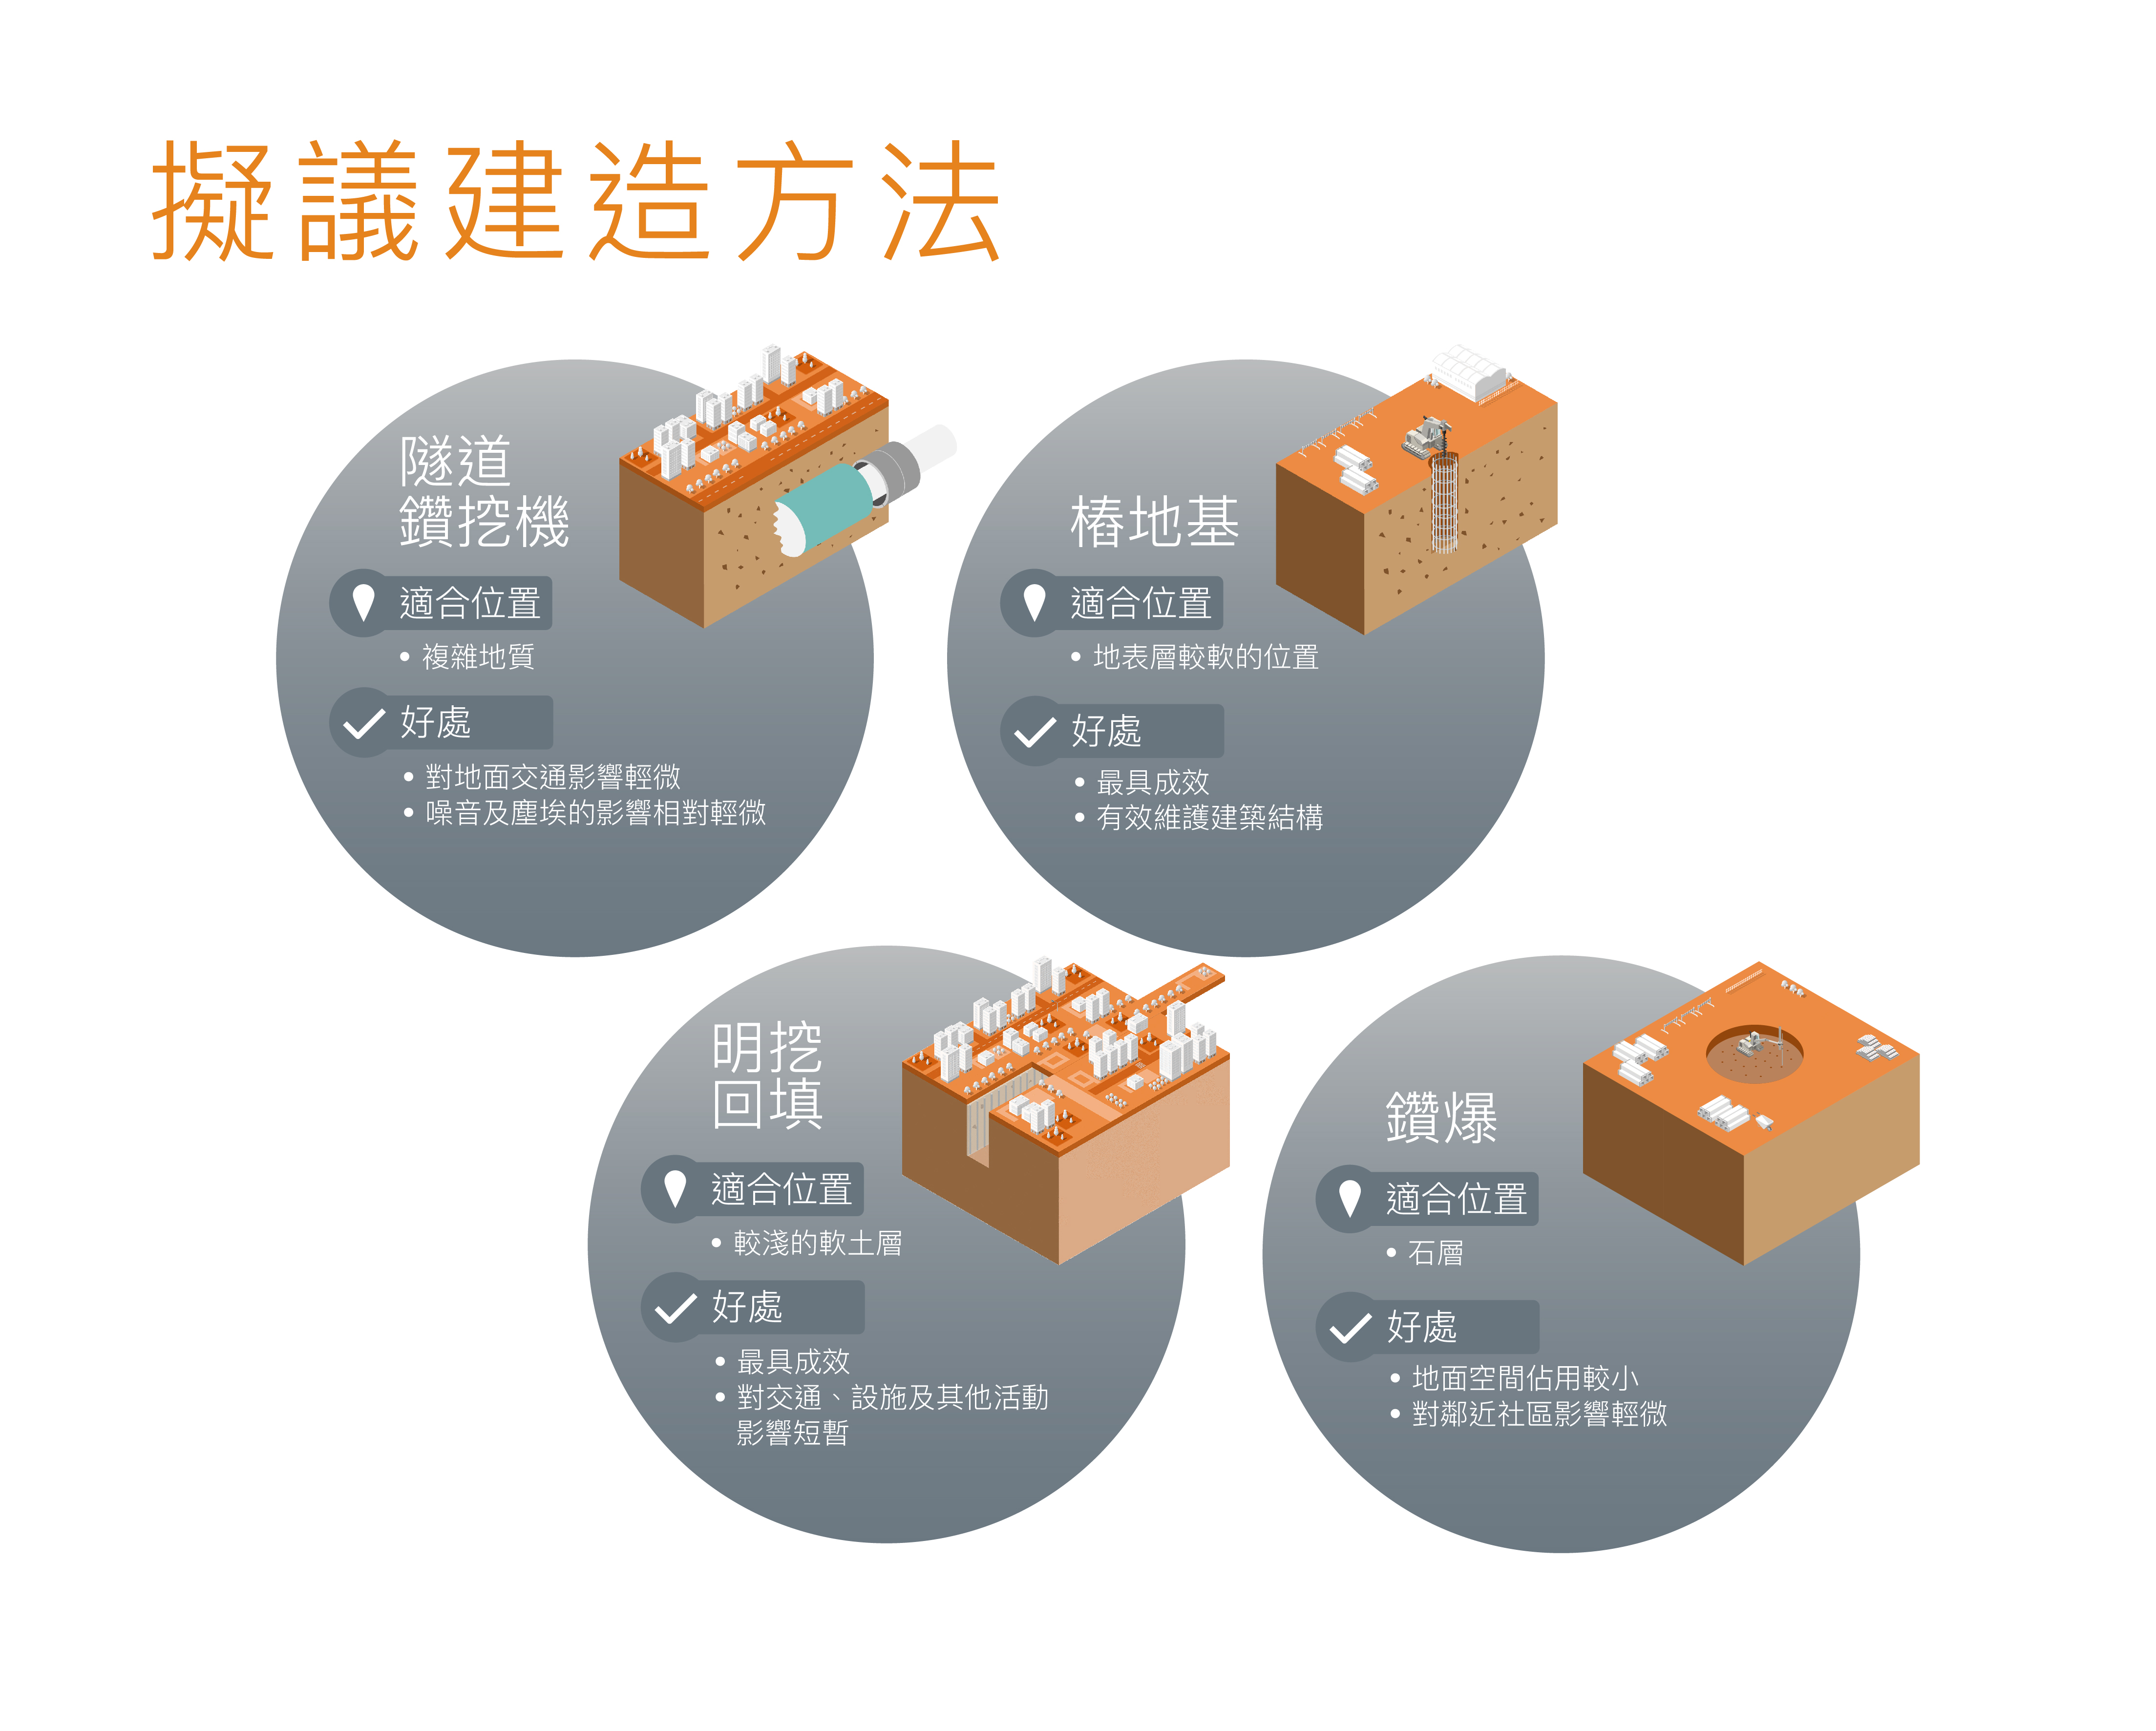 擬議建造方法
隧道
鑽挖機
適合位置
• 複雜地質
好處
• 對地面交通影響輕微
• 噪音及塵埃的影響相對輕微
樁地基
適合位置
• 地表層較軟的位置
好處
• 最具成效
• 有效維護建築結構
明挖
回填
適合位置
• 較淺的軟土層
好處
• 最具成效
• 對交通、設施及其他活動
影響短暫
鑽爆
適合位置
• 石層
好處
• 地面空間佔用較小
• 對鄰近社區影響輕微